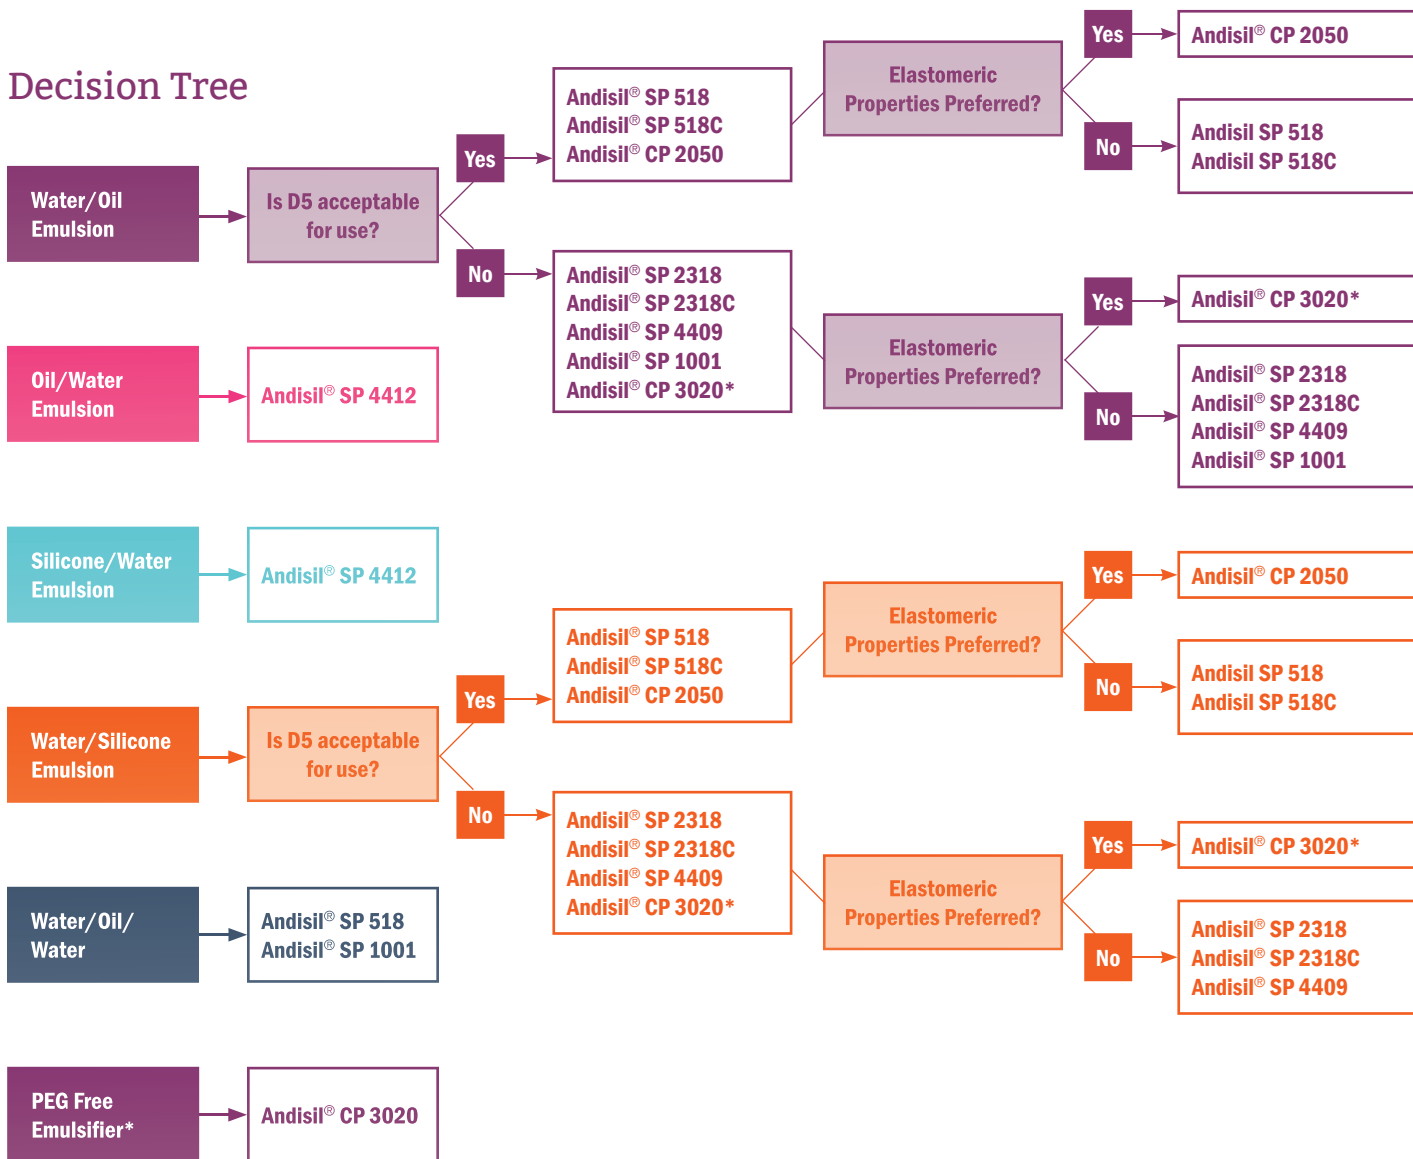 Decision Tree
Water/Oil
Emulsion
Is D5 acceptable
for use?
Yes
Andisil® SP 518
Andisil® SP 518C
Andisil® CP 2050
Elastomeric
Properties Preferred?
Yes
Andisil® CP 2050
No
Andisil SP 518
Andisil SP 518C
No
Andisil® SP 2318
Andisil® SP 2318C
Andisil® SP 4409
Andisil® SP 1001
Andisil® CP 3020*
Elastomeric
Properties Preferred?
Yes
Andisil® CP 3020*
No
Andisil® SP 2318
Andisil® SP 2318C
Andisil® SP 4409
Andisil® SP 1001
Oil/Water
Emulsion
Andisil® SP 4412
Silicone/Water
Emulsion
Andisil® SP 4412
Water/Silicone
Emulsion
Is D5 acceptable
for use?
Yes
Andisil® SP 518
Andisil® SP 518C
Andisil® CP 2050
Elastomeric
Properties Preferred?
Yes
Andisil® CP 2050
No
Andisil SP 518
Andisil SP 518C
No
Andisil® SP 2318
Andisil® SP 2318C
Andisil® SP 4409
Andisil® CP 3020*
Elastomeric
Properties Preferred?
Yes
Andisil® CP 3020*
No
Andisil® SP 2318
Andisil® SP 2318C
Andisil® SP 4409
Water/Oil/
Water
Andisil® SP 518
Andisil® SP 1001
PEG Free
Emulsifier*
Andisil® CP 3020